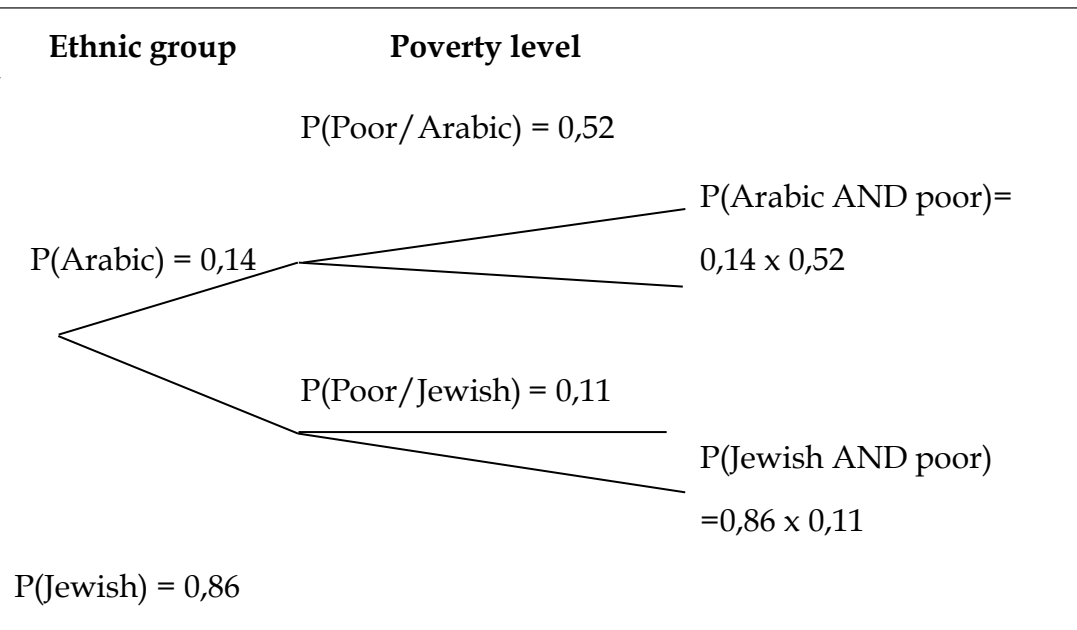 Ethnic group Poverty level
P(Poor/Arabic) = 0,52
P(Arabic AND poor)=
P(Arabic) = 0,14 0,14 x 0,52
P(Poor/Jewish) = 0,11
P(Jewish AND poor)
=0,86 x 0,11
P(Jewish) = 0,86